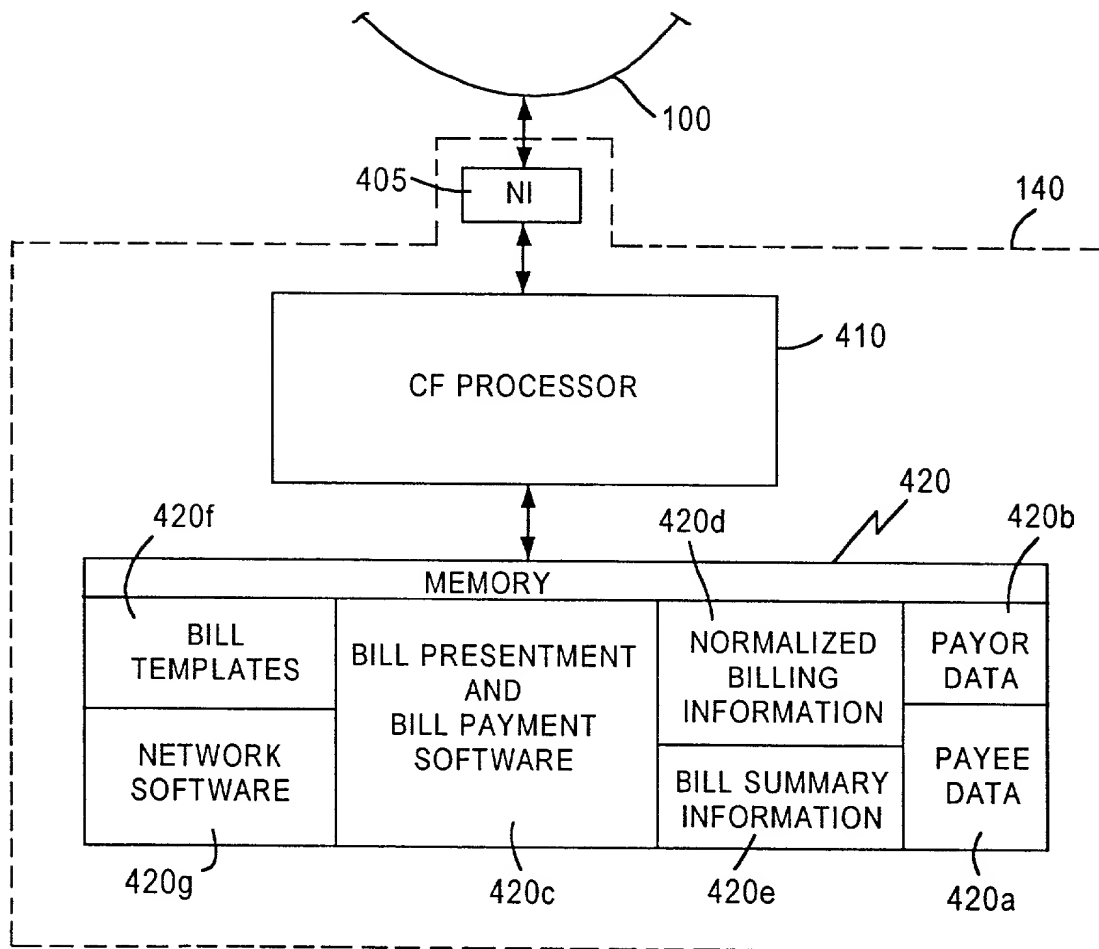 100
405
NI
140
410
CF PROCESSOR
420f
420d
420
420b
MEMORY
BILL
TEMPLATES
BILL PRESENTMENT
AND
BILL PAYMENT
SOFTWARE
NORMALIZED
BILLING
INFORMATION
PAYOR
DATA
NETWORK
SOFTWARE
BILL SUMMARY
INFORMATION
PAYEE
DATA
420g
420c
420e
420a